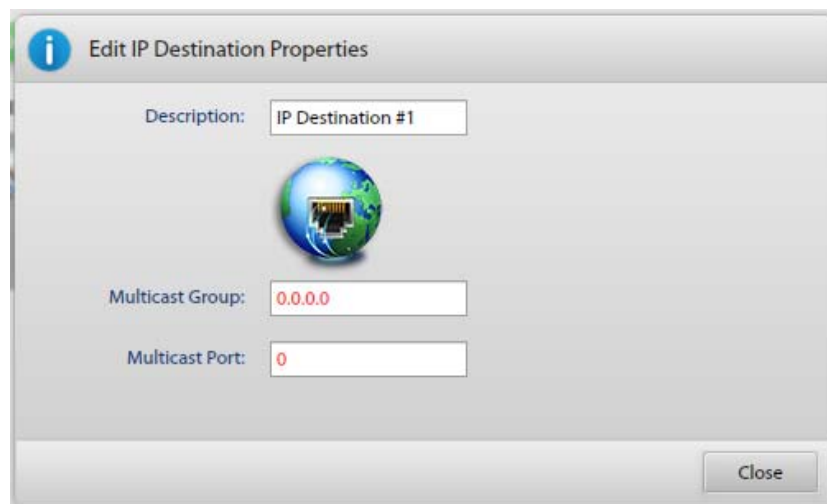 Edit IP Destination Properties
Description: IP Destination #1
Multicast Group: 0.0.0.0
Multicast Port: 0
Close